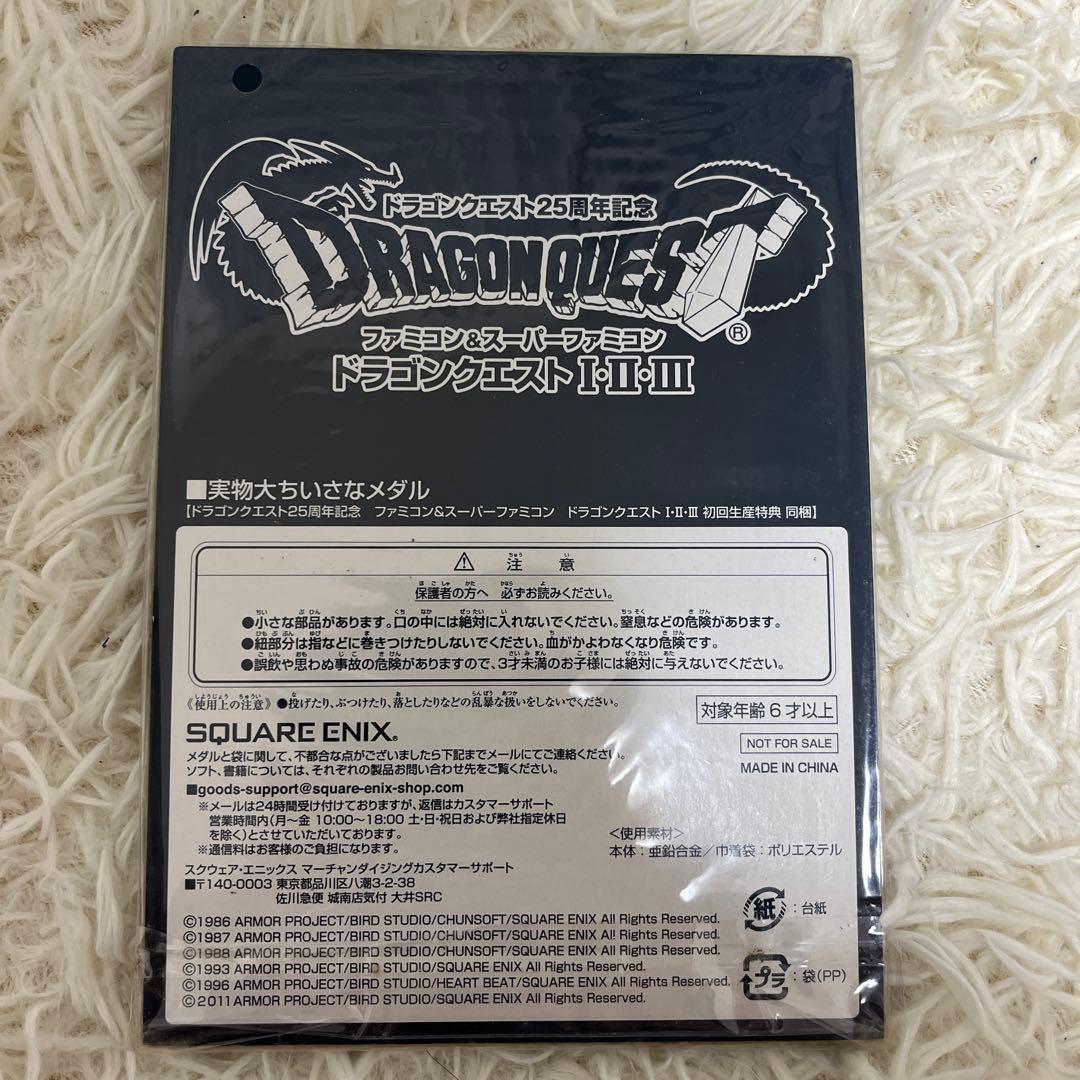 ドラゴンクエスト25周年記念
DRAGON QUEST
®
ファミコン&スーパーファミコン
ドラゴンクエスト I・II・III
■実物大ちいさなメダル
【ドラゴンクエスト25周年記念 ファミコン&スーパーファミコン ドラゴンクエスト I・II・III 初回生産特典 同梱】
⚠ 注意
保護者の方へ 必ずお読みください。
●小さな部品があります。口の中には絶対に入れないでください。窒息などの危険があります。
●紐部分は指などに巻きつけたりしないでください。血がかよわなくなり危険です。
●誤飲や思わぬ事故の危険がありますので、3才未満のお子様には絶対に与えないでください。
《使用上の注意》●投げたり、ぶつけたり、落としたりなどの乱暴な扱いをしないでください。
対象年齢6才以上
SQUARE ENIX®
NOT FOR SALE
MADE IN CHINA
メダルと袋に関して、不都合な点がございましたら下記までメールにてご連絡ください。
ソフト、書籍については、それぞれの製品お問い合わせ先をご覧ください。
■goods-support@square-enix-shop.com
※メールは24時間受け付けておりますが、返信はカスタマーサポート
営業時間内(月~金 10:00~18:00 土・日・祝日および弊社指定休日
を除く)とさせていただいております。
※通信料はお客様のご負担になります。
<使用素材>
本体:亜鉛合金/巾着袋:ポリエステル
スクウェア・エニックス マーチャンダイジングカスタマーサポート
■〒140-0003 東京都品川区八潮3-2-38
佐川急便 城南店気付 大井SRC
紙:台紙
©1986 ARMOR PROJECT/BIRD STUDIO/CHUNSOFT/SQUARE ENIX All Rights Reserved.
©1987 ARMOR PROJECT/BIRD STUDIO/CHUNSOFT/SQUARE ENIX All Rights Reserved.
©1988 ARMOR PROJECT/BIRD STUDIO/CHUNSOFT/SQUARE ENIX All Rights Reserved.
©1993 ARMOR PROJECT/BIRD STUDIO/SQUARE ENIX All Rights Reserved.
©1996 ARMOR PROJECT/BIRD STUDIO/HEART BEAT/SQUARE ENIX All Rights Reserved.
©2011 ARMOR PROJECT/BIRD STUDIO/SQUARE ENIX All Rights Reserved.
プラ:袋(PP)